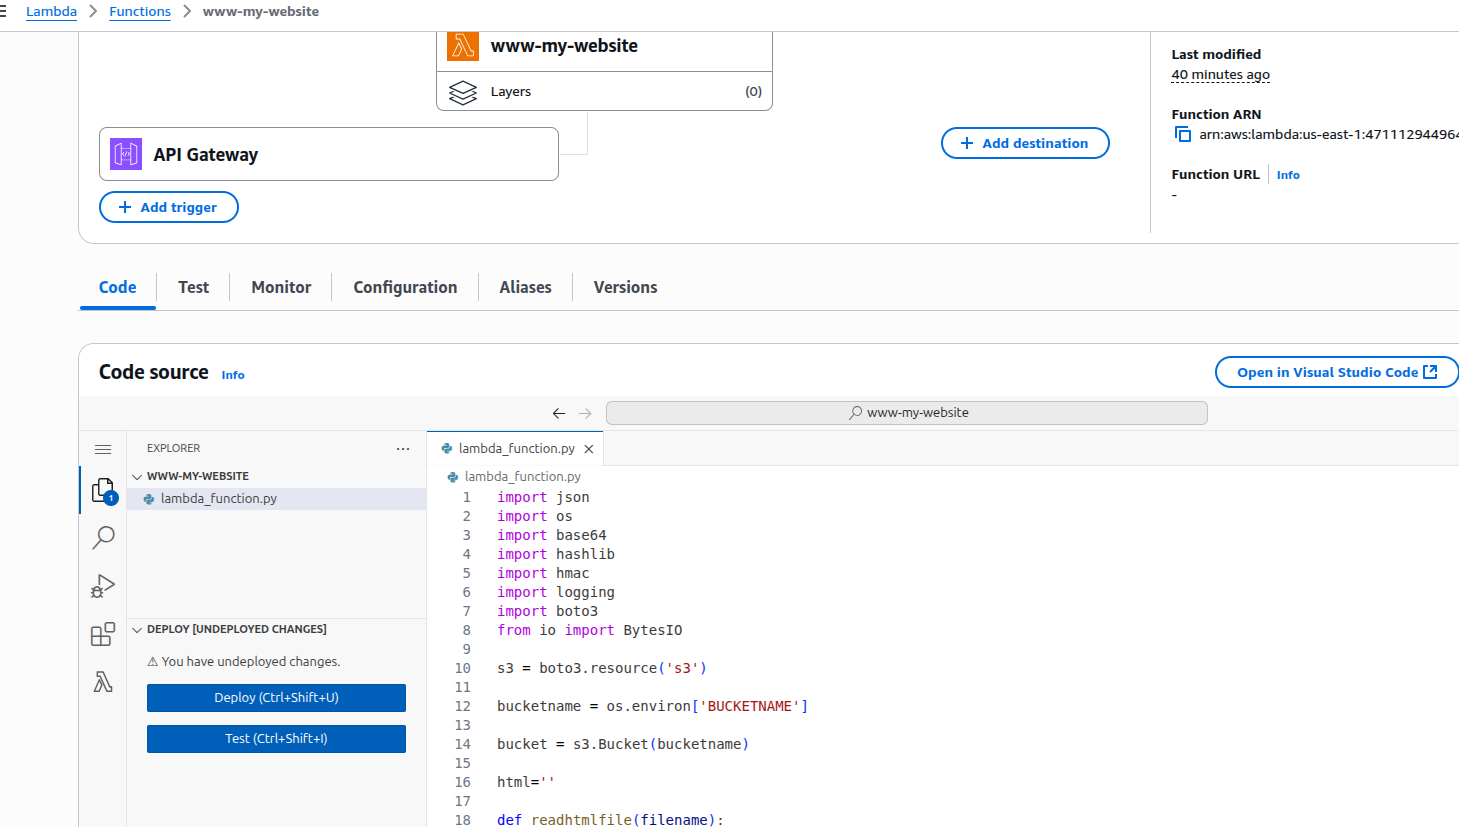 Lambda > Functions > www-my-website
www-my-website
Layers (0)
API Gateway
+ Add trigger
+ Add destination
Last modified
40 minutes ago
Function ARN
arn:aws:lambda:us-east-1:471112944964
Function URL Info
-
Code Test Monitor Configuration Aliases Versions
Code source Info
Open in Visual Studio Code
www-my-website
EXPLORER ...
WWW-MY-WEBSITE
lambda_function.py
1
DEPLOY [UNDEPLOYED CHANGES]
⚠ You have undeployed changes.
Deploy (Ctrl+Shift+U)
Test (Ctrl+Shift+I)
lambda_function.py ×
lambda_function.py
1 import json
2 import os
3 import base64
4 import hashlib
5 import hmac
6 import logging
7 import boto3
8 from io import BytesIO
9
10 s3 = boto3.resource('s3')
11
12 bucketname = os.environ['BUCKETNAME']
13
14 bucket = s3.Bucket(bucketname)
15
16 html=''
17
18 def readhtmlfile(filename):